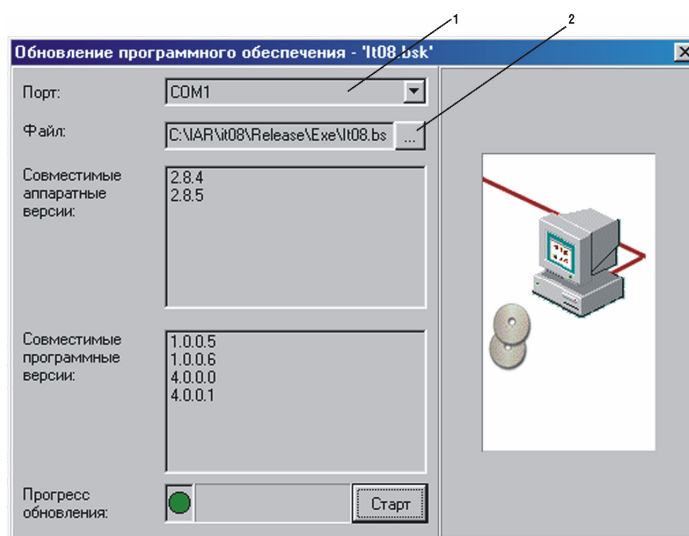 1
2
Обновление программного обеспечения - 'It08.bsk'
Порт:
COM1
Файл:
C:\IAR\it08\Release\Exe\It08.bs
...
Совместимые
аппаратные
версии:
2.8.4
2.8.5
Совместимые
программные
версии:
1.0.0.5
1.0.0.6
4.0.0.0
4.0.0.1
Прогресс
обновления:
Старт